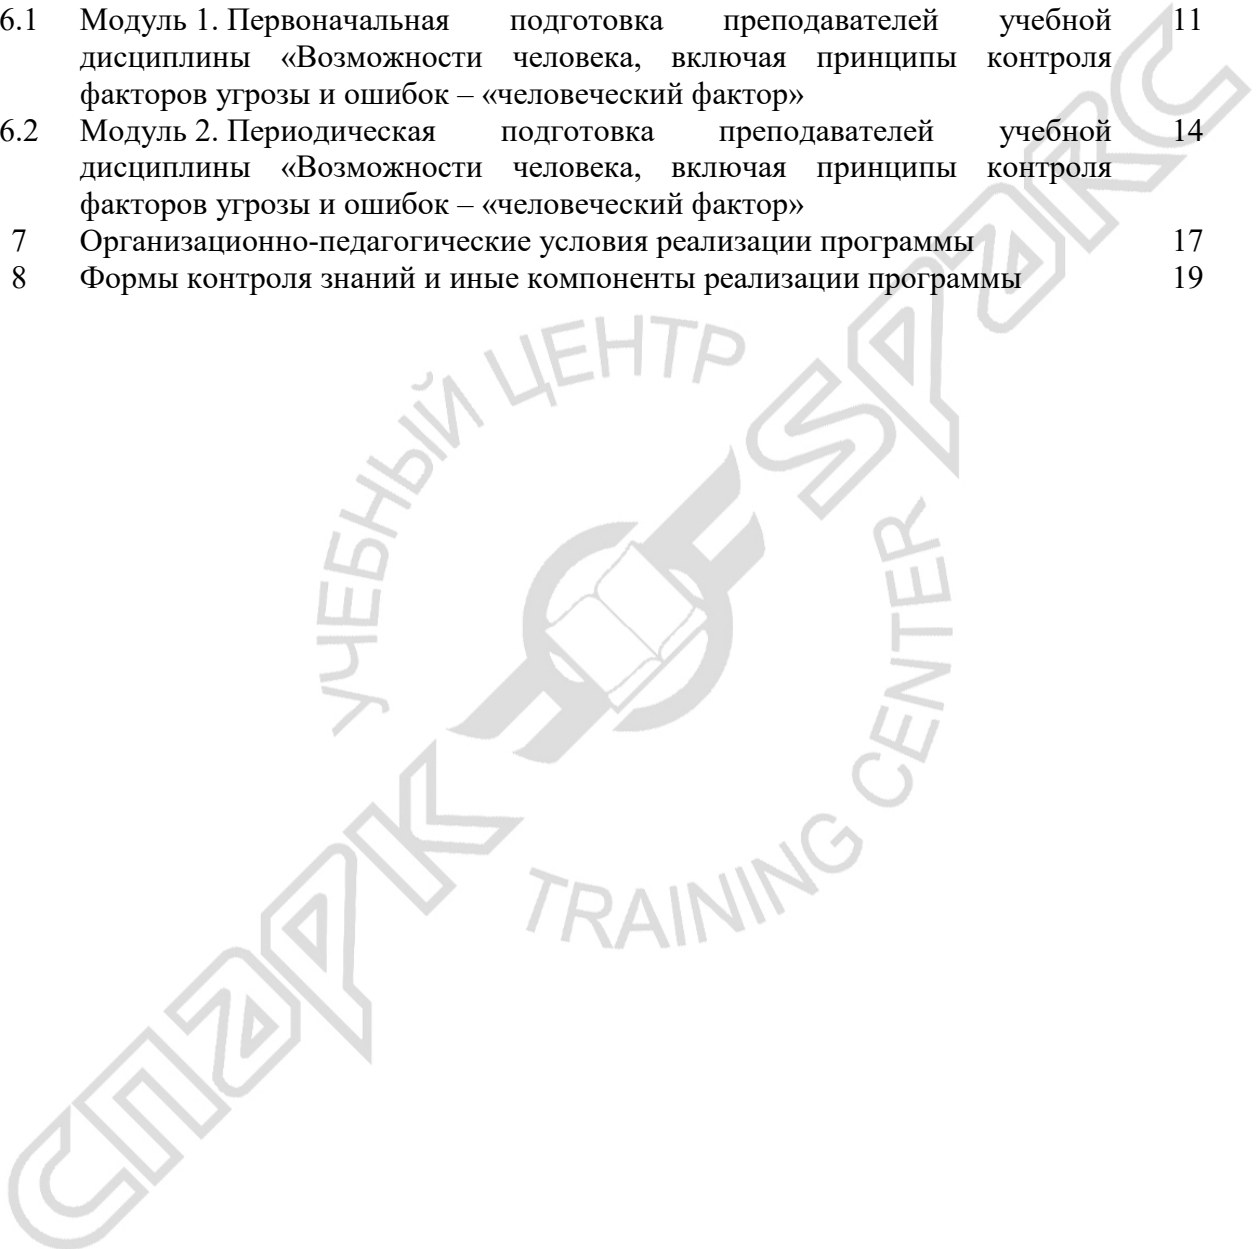 6.1 Модуль 1. Первоначальная подготовка преподавателей учебной 11
дисциплины «Возможности человека, включая принципы контроля
факторов угрозы и ошибок – «человеческий фактор»
6.2 Модуль 2. Периодическая подготовка преподавателей учебной 14
дисциплины «Возможности человека, включая принципы контроля
факторов угрозы и ошибок – «человеческий фактор»
7 Организационно-педагогические условия реализации программы 17
8 Формы контроля знаний и иные компоненты реализации программы 19
УЧЕБНЫЙ ЦЕНТР
SPARC
СПАРК
TRAINING CENTER